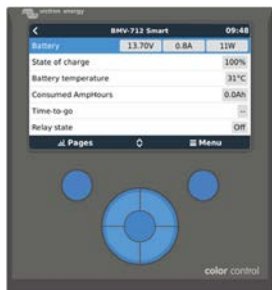 victron energy
BMV-712 Smart 09:48
Battery 13.70V 0.8A 11W
State of charge 100%
Battery temperature 31°C
Consumed AmpHours 0.0Ah
Time-to-go --
Relay state Off
Pages Menu
color control